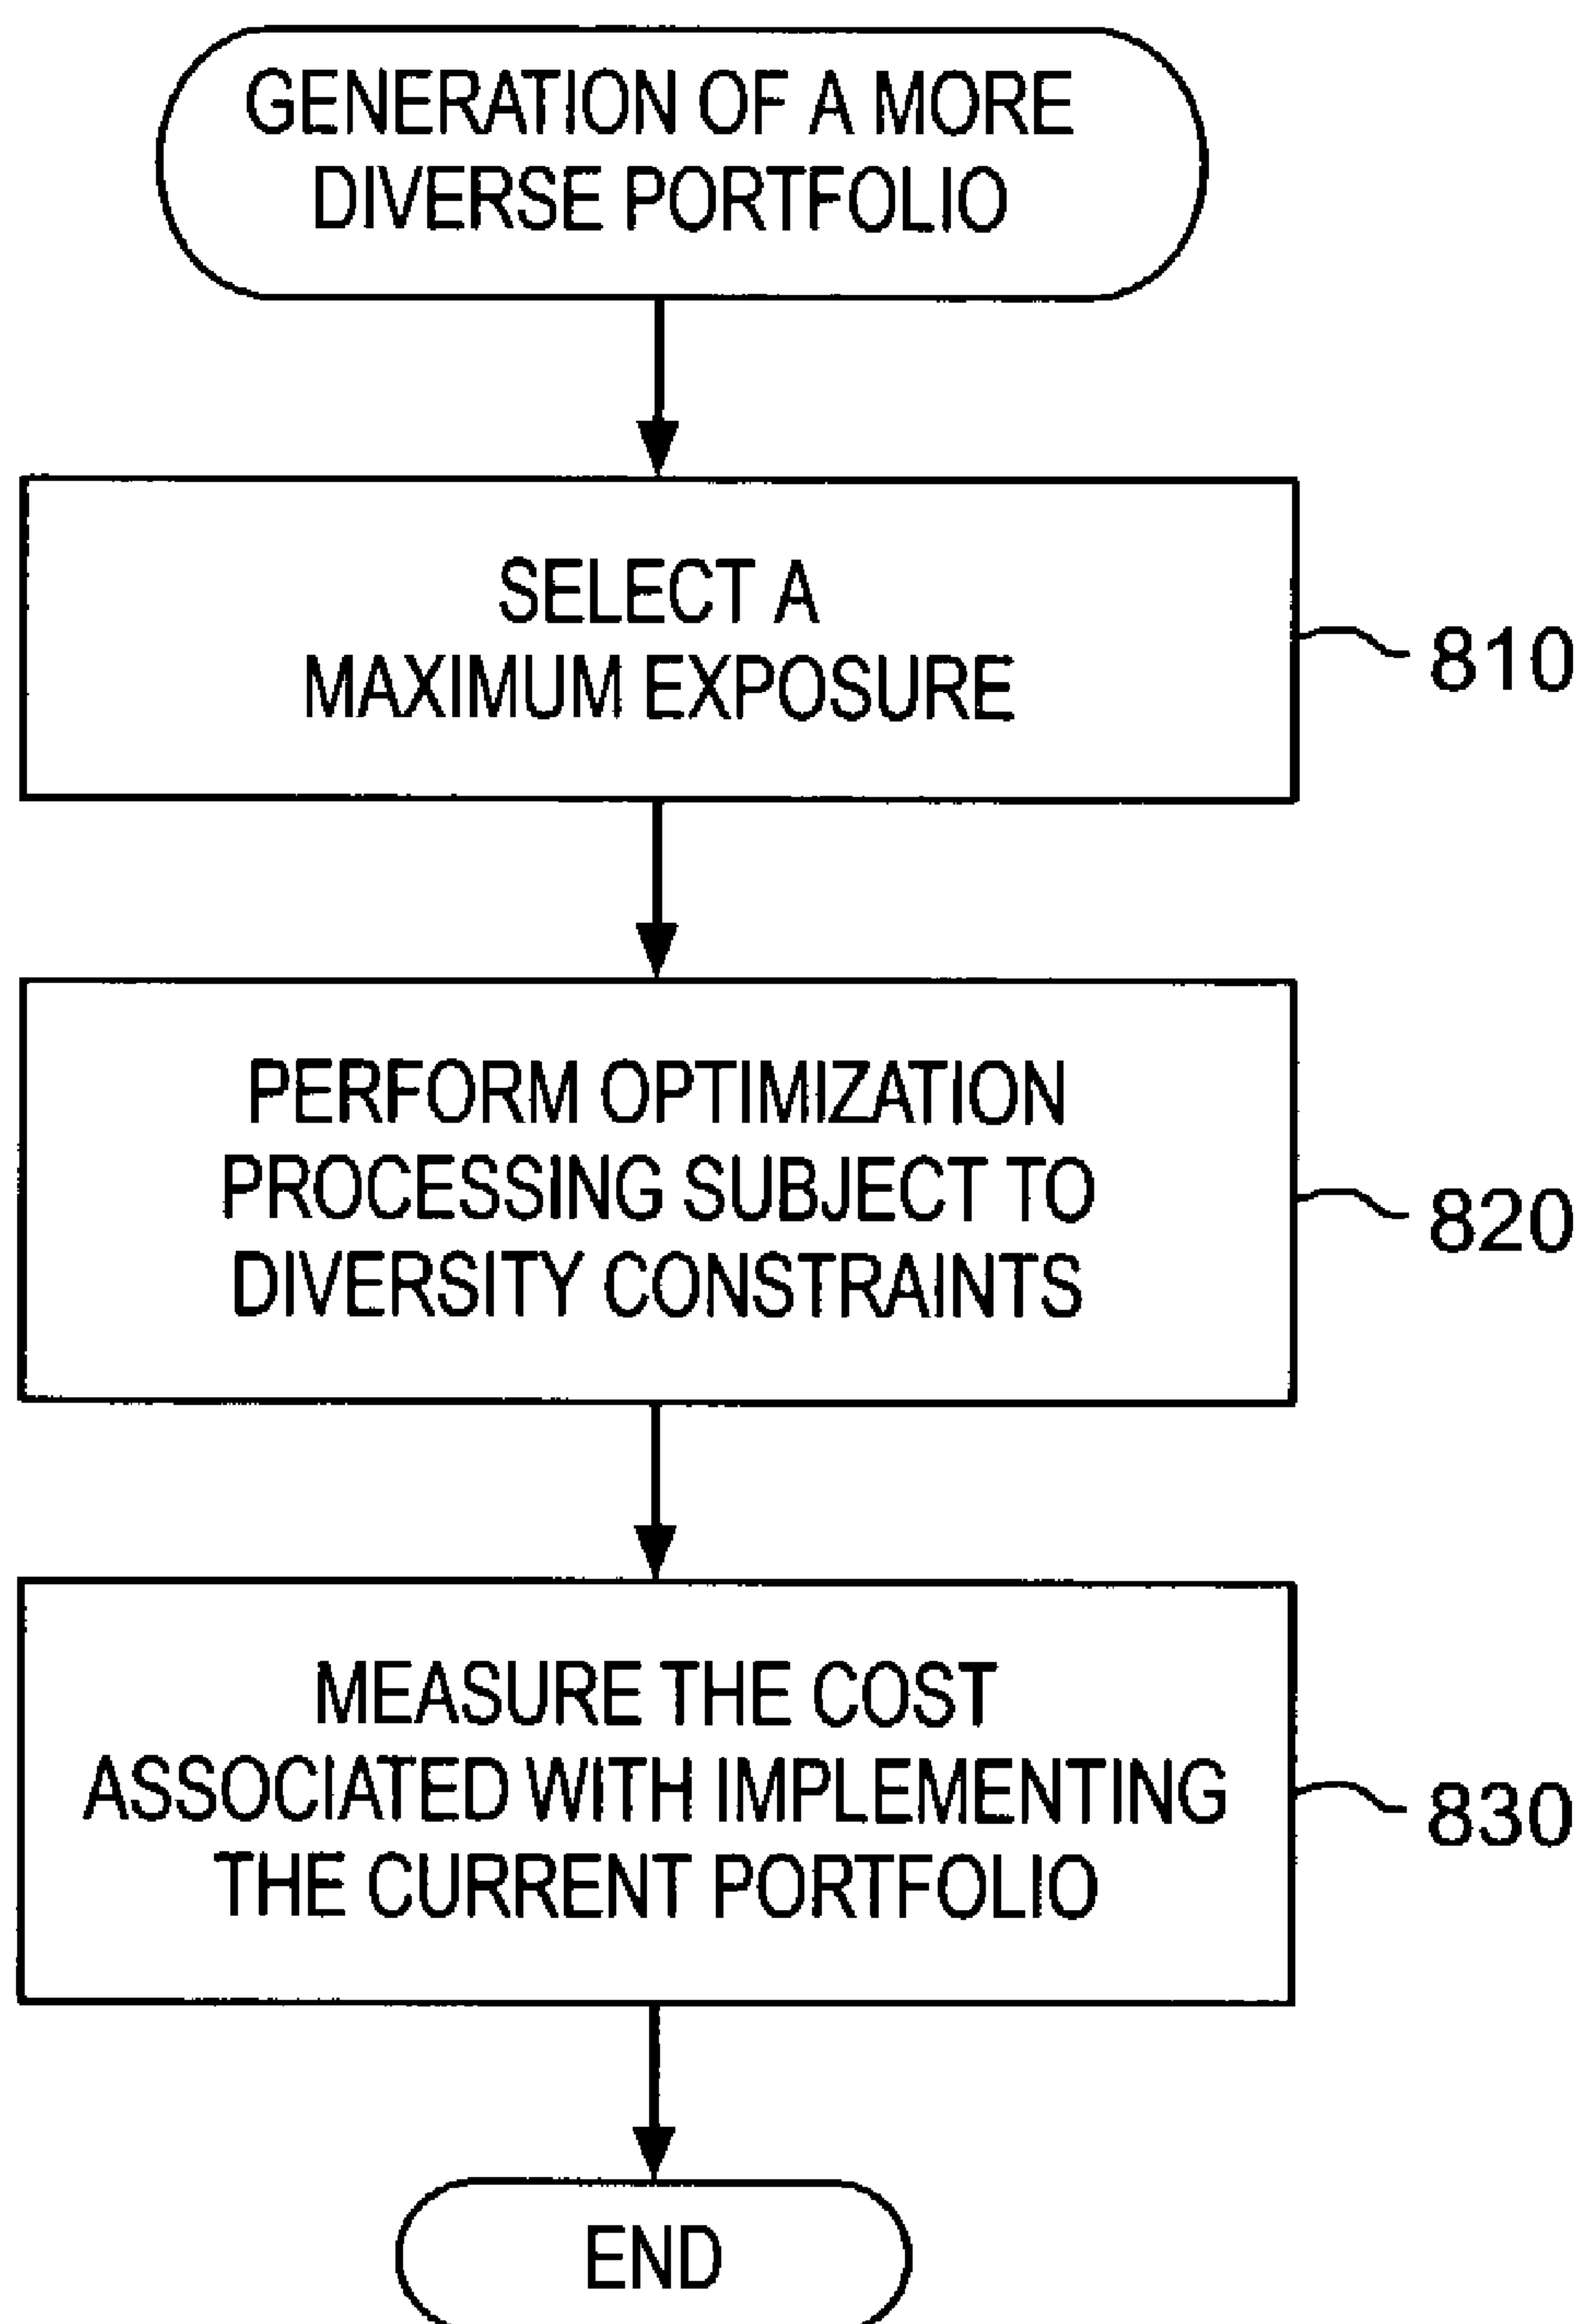 GENERATION OF A MORE
DIVERSE PORTFOLIO
SELECT A
MAXIMUM EXPOSURE
810
PERFORM OPTIMIZATION
PROCESSING SUBJECT TO
DIVERSITY CONSTRAINTS
820
MEASURE THE COST
ASSOCIATED WITH IMPLEMENTING
THE CURRENT PORTFOLIO
830
END